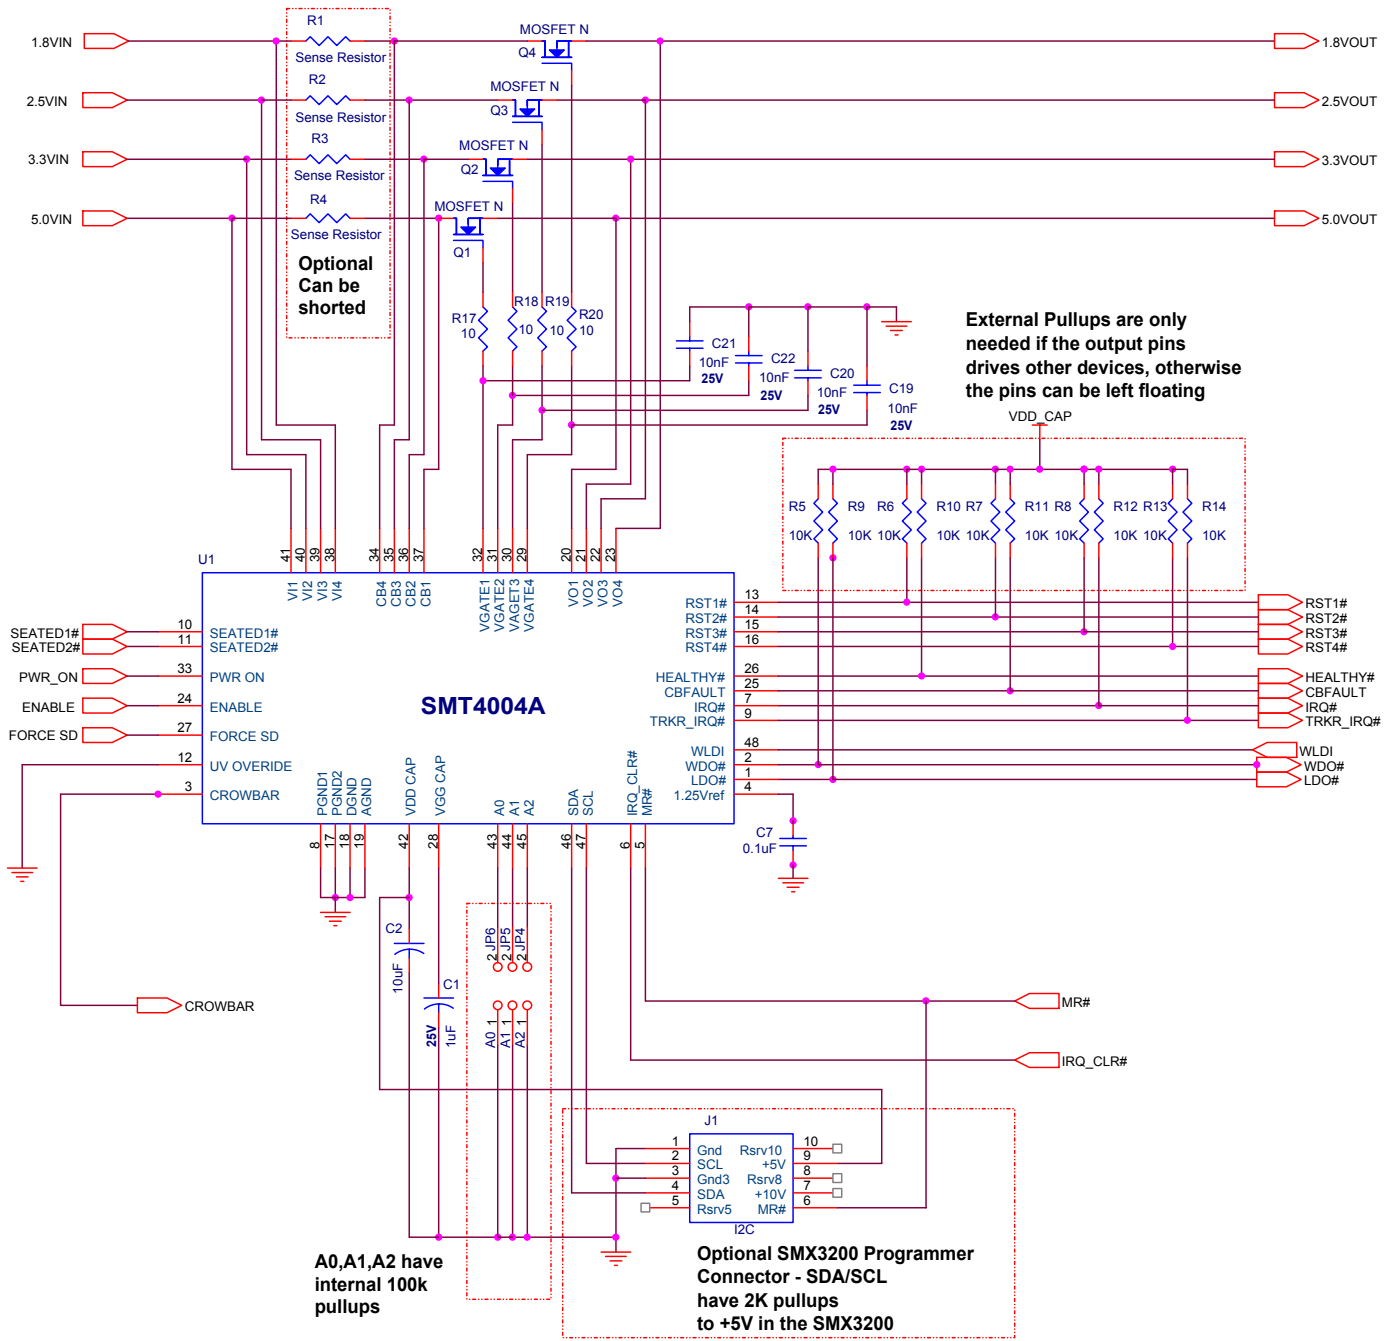 R1
MOSFET N
1.8VIN
Q4
1.8VOUT
Sense Resistor
R2
MOSFET N
2.5VIN
Q3
2.5VOUT
Sense Resistor
R3
MOSFET N
3.3VIN
Q2
3.3VOUT
Sense Resistor
R4
MOSFET N
5.0VIN
5.0VOUT
Sense Resistor
Q1
Optional
Can be
shorted
R17
10
R18
10
R19
10
R20
10
C21
10nF
25V
C22
10nF
25V
C20
10nF
25V
C19
10nF
25V
External Pullups are only
needed if the output pins
drives other devices, otherwise
the pins can be left floating
VDD_CAP
R5 R9 R6 R10 R7 R11 R8 R12 R13 R14
10K 10K 10K 10K 10K 10K 10K 10K 10K 10K
U1
41 40 39 38 34 35 36 37 32 31 30 29 20 21 22 23
VI1 VI2 VI3 VI4 CB4 CB3 CB2 CB1 VGATE1 VGATE2 VAGET3 VGATE4 VO1 VO2 VO3 VO4
SEATED1# 10 SEATED1#
SEATED2# 11 SEATED2#
PWR_ON 33 PWR ON
ENABLE 24 ENABLE
FORCE SD 27 FORCE SD
12 UV OVERIDE
3 CROWBAR
SMT4004A
RST1# 13 RST1#
RST2# 14 RST2#
RST3# 15 RST3#
RST4# 16 RST4#
HEALTHY# 26 HEALTHY#
CBFAULT 25 CBFAULT
IRQ# 7 IRQ#
TRKR_IRQ# 9 TRKR_IRQ#
WLDI 48 WLDI
WDO# 2 WDO#
LDO# 1 LDO#
1.25Vref 4
PGND1 PGND2 DGND AGND VDD CAP VGG CAP A0 A1 A2 SDA SCL IRQ_CLR# MR#
8 17 18 19 42 28 43 44 45 46 47 6 5
C7
0.1uF
C2
10uF
C1
25V
1uF
2 JP6
2 JP5
2 JP4
A0 1
A1 1
A2 1
CROWBAR
MR#
IRQ_CLR#
J1
1 Gnd Rsrv10 10
2 SCL +5V 9
3 Gnd3 Rsrv8 8
4 SDA +10V 7
5 Rsrv5 MR# 6
I2C
A0,A1,A2 have
internal 100k
pullups
Optional SMX3200 Programmer
Connector - SDA/SCL
have 2K pullups
to +5V in the SMX3200